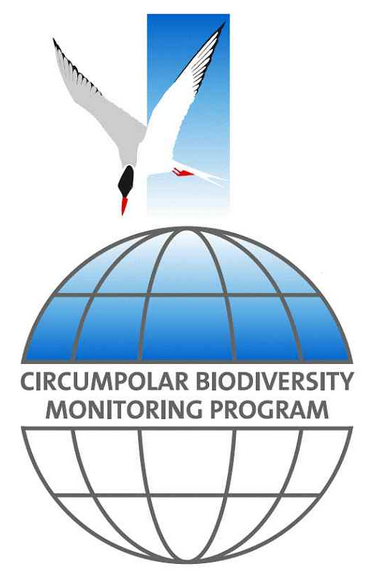 CIRCUMPOLAR BIODIVERSITY
MONITORING PROGRAM